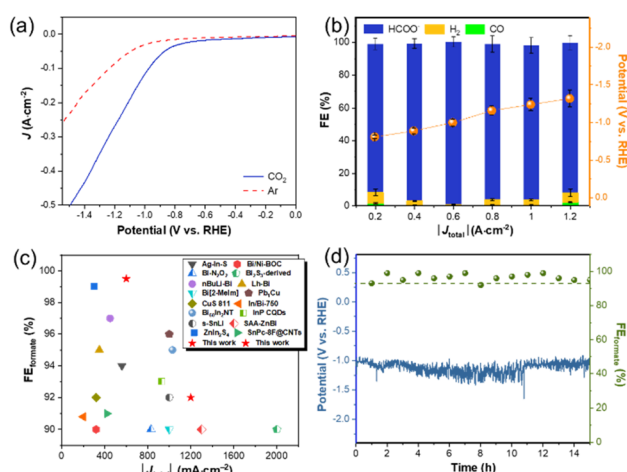 (a)
0.0
-0.1
-0.2
-0.3
-0.4
-0.5
J (A·cm⁻²)
CO₂
Ar
-1.4 -1.2 -1.0 -0.8 -0.6 -0.4 -0.2 0.0
Potential (V vs. RHE)
(b)
HCOO H₂ CO
100
80
60
40
20
0
FE (%)
-2.0
-1.5
-1.0
-0.5
0.0
Potential (V vs. RHE)
0.2 0.4 0.6 0.8 1 1.2
|Jtotal|(A·cm⁻²)
(c)
100
98
96
94
92
90
88
FEformate (%)
Ag-In-S Bi/Ni-BOC
Bi-N₂O₂ Bi₂S₃-derived
nBuLi-Bi Lh-Bi
Bi[2-MeIm] Pb₁Cu
CuS 811 In/Bi-750
InP CQDs
s-SnLi SAA-ZnBi
ZnIn₂S₄ SnPc-8F@CNTs
This work This work
0 400 800 1200 1600 2000
(mA·cm⁻²)
(d)
0.5
0.0
-0.5
-1.0
-1.5
-2.0
Potential (V vs. RHE)
100
80
60
40
20
0
FEformate (%)
0 2 4 6 8 10 12 14
Time (h)